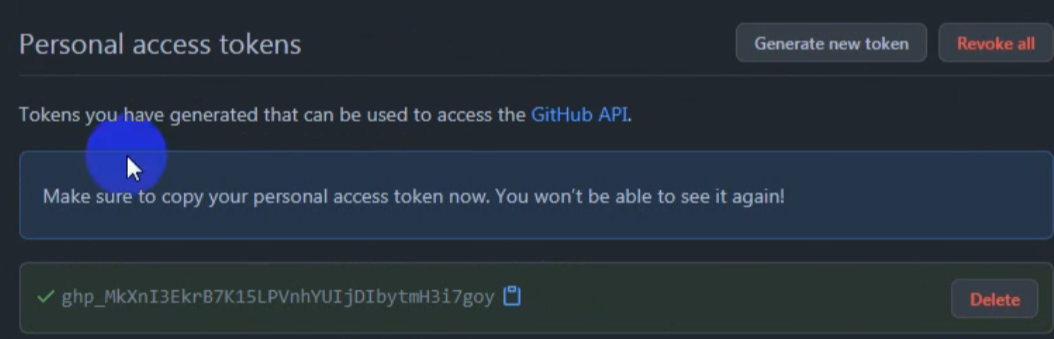 Personal access tokens
Generate new token
Revoke all
Tokens you have generated that can be used to access the GitHub API.
Make sure to copy your personal access token now. You won't be able to see it again!
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
Delete